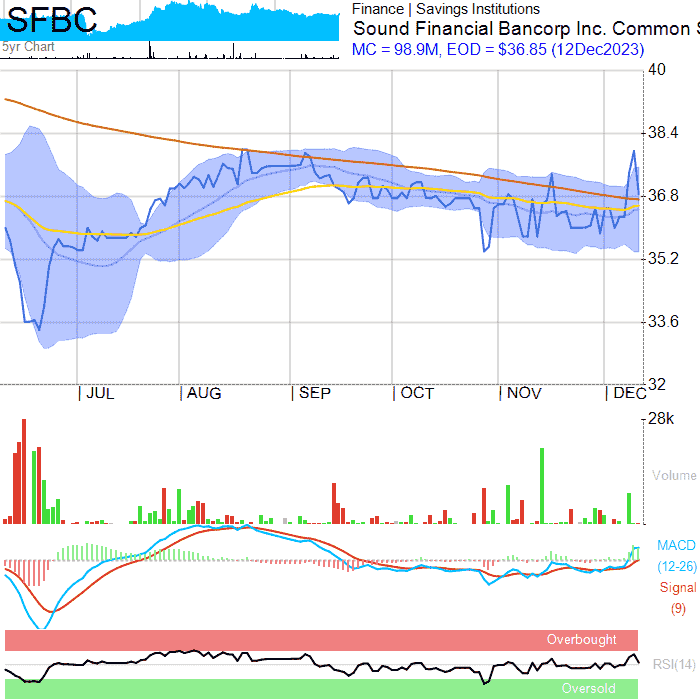 SFBC
5yr Chart
Finance | Savings Institutions
Sound Financial Bancorp Inc. Common S
MC = 98.9M, EOD = $36.85 (12Dec2023)
40
38.4
36.8
35.2
33.6
32
|JUL |AUG |SEP |OCT |NOV |DEC
28k
Volume
MACD
(12-26)
Signal
(9)
Overbought
RSI(14)
Oversold